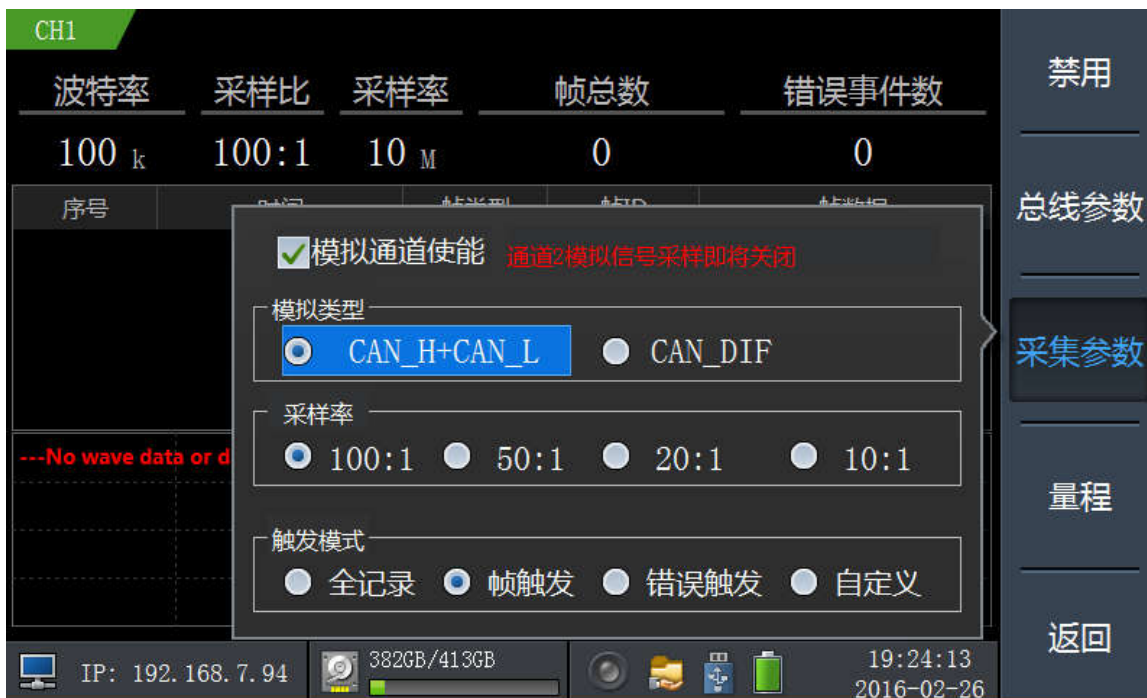 CH1
波特率 采样比 采样率 帧总数 错误事件数
100 k 100:1 10 M 0 0
序号
模拟通道使能 通道2模拟信号采样即将关闭
模拟类型
CAN_H+CAN_L CAN_DIF
采样率
100:1 50:1 20:1 10:1
---No wave data or d
触发模式
全记录 帧触发 错误触发 自定义
禁用
总线参数
采集参数
量程
返回
IP: 192.168.7.94 382GB/413GB 19:24:13
2016-02-26